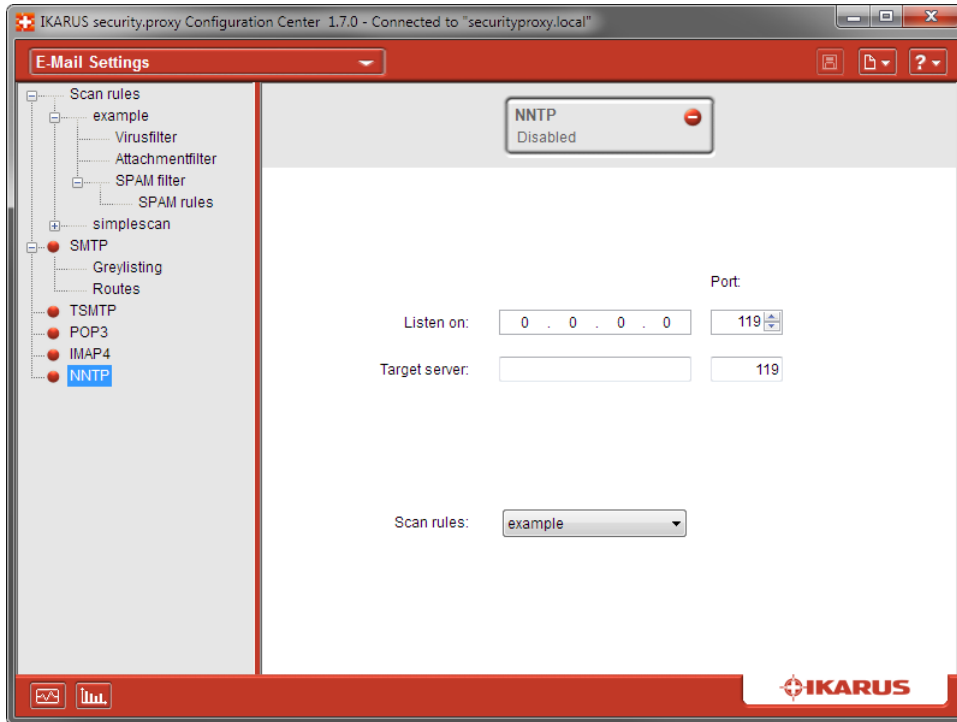 IKARUS security.proxy Configuration Center 1.7.0 - Connected to "securityproxy.local"
E-Mail Settings
?
Scan rules
example
Virusfilter
Attachmentfilter
SPAM filter
SPAM rules
simplescan
SMTP
Greylisting
Routes
TSMTP
POP3
IMAP4
NNTP
NNTP
Disabled
Port:
Listen on: 0 . 0 . 0 . 0 119
Target server: 119
Scan rules: example
IKARUS